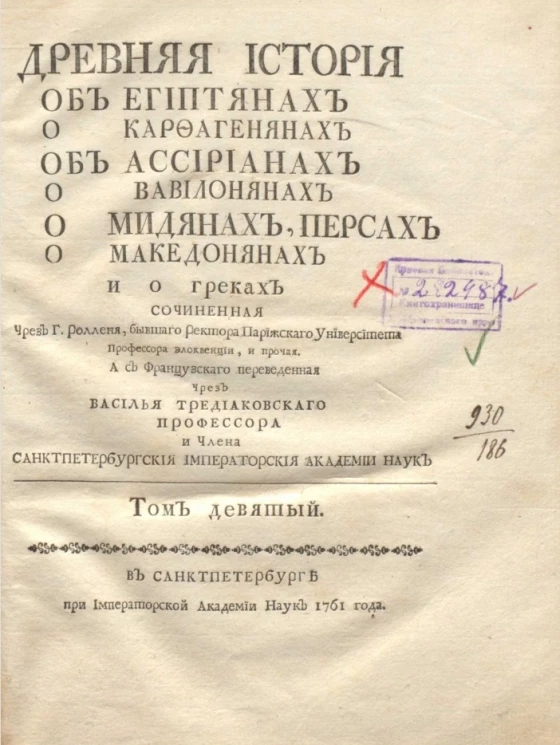 ДРЕВНЯЯ ІСТОРІЯ
ОБЪ ЕГІПТЯНАХЪ
О КАРѲАГЕНЯНАХЪ
ОБЪ АССІРІАНАХЪ
О ВАВІЛОНЯНАХЪ
О МИДЯНАХЪ, ПЕРСАХЪ
О МАКЕДОНЯНАХЪ
И О ГРЕКАХЪ
СОЧИНЕННАЯ
Чрезъ Г. Ролленя, бывшаго Ректора Паріжскаго Університета
Профессора элоквенціи, и прочая.
А съ Французскаго переведенная
чрезъ
ВАСІЛЬЯ ТРЕДІАКОВСКАГО
ПРОФЕССОРА
и Члена
САНКТПЕТЕРБУРГСКІЯ ІМПЕРАТОРСКІЯ АКАДЕМІИ НАУКЪ
Томъ девятый.
ВЪ САНКТПЕТЕРБУРГѢ
при Імператорской Академіи Наукъ 1761 года.
Книгохранилище
930
186